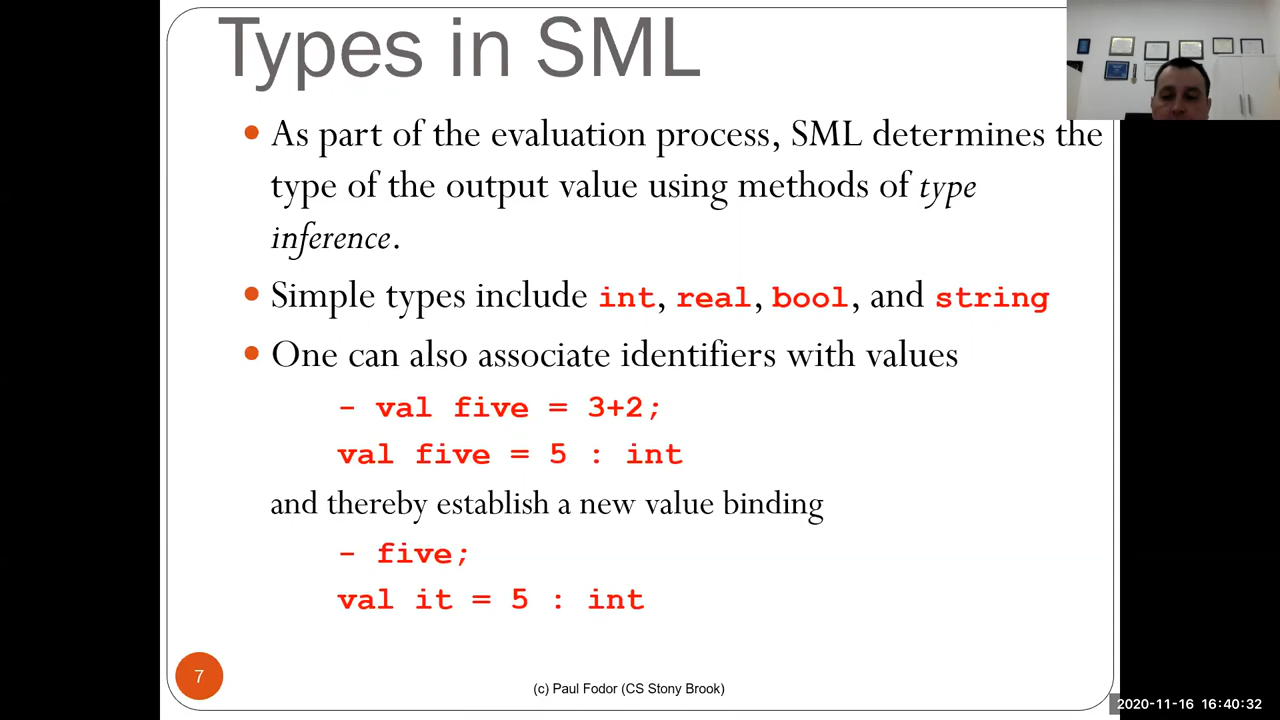 Types in SML
• As part of the evaluation process, SML determines the
type of the output value using methods of type
inference.
• Simple types include int, real, bool, and string
• One can also associate identifiers with values
- val five = 3+2;
val five = 5 : int
and thereby establish a new value binding
- five;
val it = 5 : int
7
(c) Paul Fodor (CS Stony Brook)
2020-11-16 16:40:32